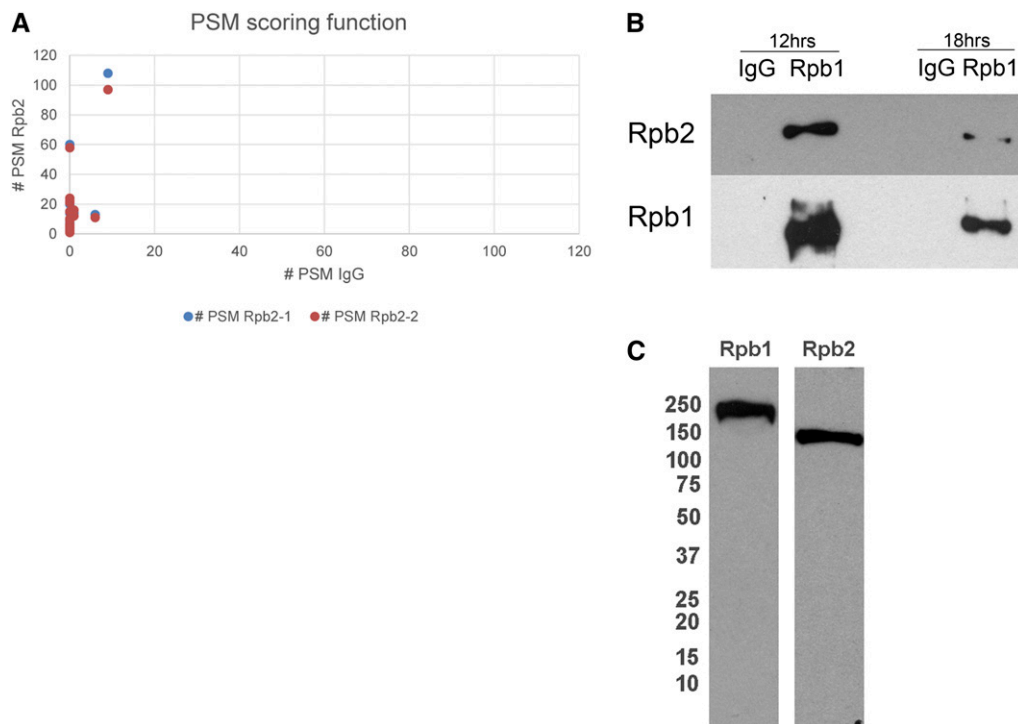 A
PSM scoring function
120
100
80
60
40
20
0
# PSM Rpb2
0 20 40 60 80 100 120
# PSM IgG
# PSM Rpb2-1 # PSM Rpb2-2
B
12hrs 18hrs
IgG Rpb1 IgG Rpb1
Rpb2
Rpb1
C
Rpb1 Rpb2
250
150
100
75
50
37
25
20
15
10